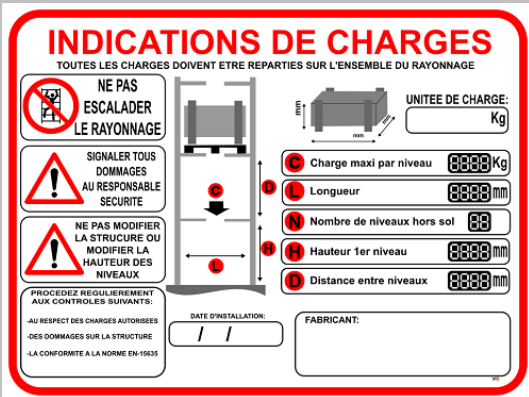 INDICATIONS DE CHARGES
TOUTES LES CHARGES DOIVENT ETRE REPARTIES SUR L'ENSEMBLE DU RAYONNAGE
NE PAS
ESCALADER
LE RAYONNAGE
SIGNALER TOUS
DOMMAGES
AU RESPONSABLE
SECURITE
NE PAS MODIFIER
LA STRUCURE OU
MODIFIER LA
HAUTEUR DES
NIVEAUX
PROCEDEZ REGULIEREMENT
AUX CONTROLES SUIVANTS:
-AU RESPECT DES CHARGES AUTORISEES
-DES DOMMAGES SUR LA STRUCTURE
-LA CONFORMITE A LA NORME EN-15635
C
D
H
L
mm
mm
mm
UNITEE DE CHARGE:
Kg
C Charge maxi par niveau 8888 Kg
L Longueur 8888 mm
N Nombre de niveaux hors sol 88
H Hauteur 1er niveau 8888 mm
D Distance entre niveaux 8888 mm
DATE D'INSTALLATION:
/ /
FABRICANT: